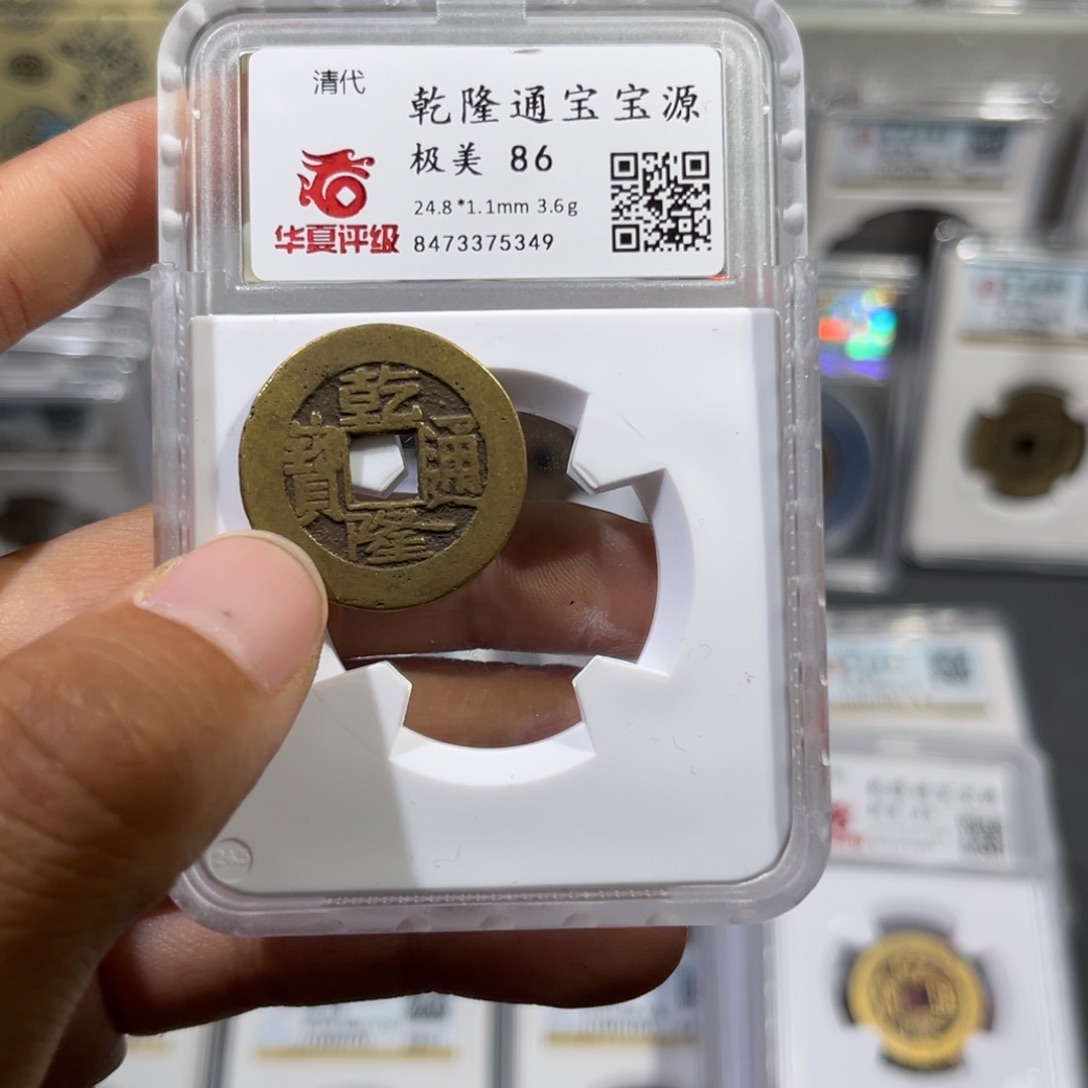 清代
乾隆通宝宝源
极美 86
24.8*1.1mm 3.6g
华夏评级
8473375349
乾
寶 通
隆